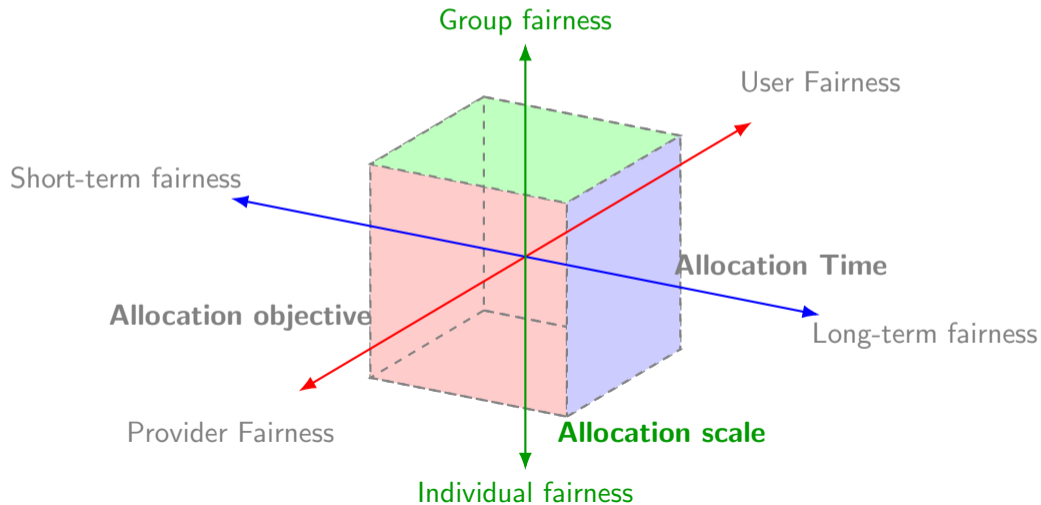 Group fairness
User Fairness
Short-term fairness
Allocation Time
Allocation objective
Long-term fairness
Provider Fairness
Allocation scale
Individual fairness